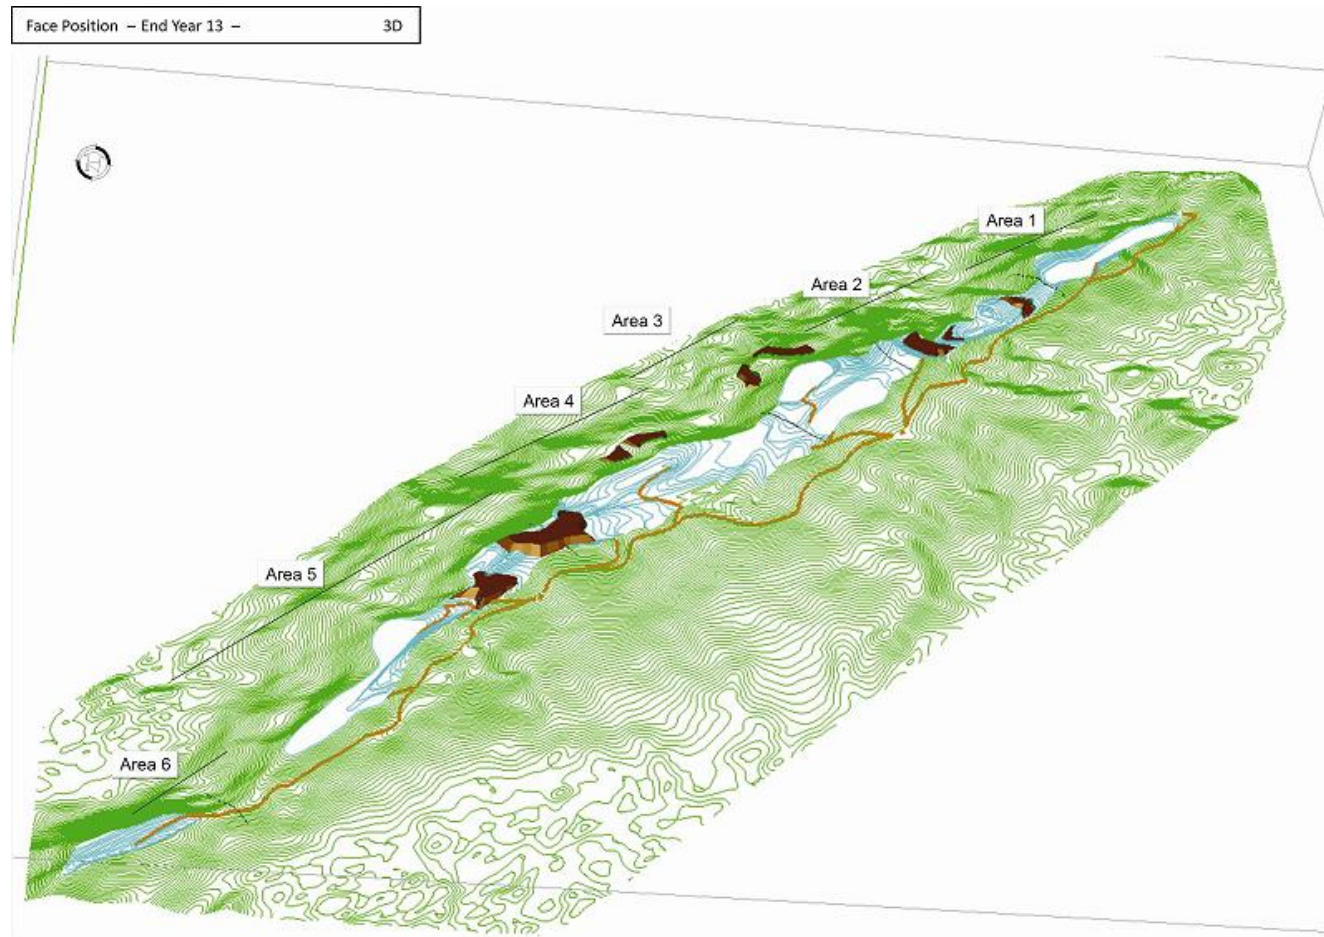 Face Position – End Year 13 – 3D
Area 1
Area 2
Area 3
Area 4
Area 5
Area 6